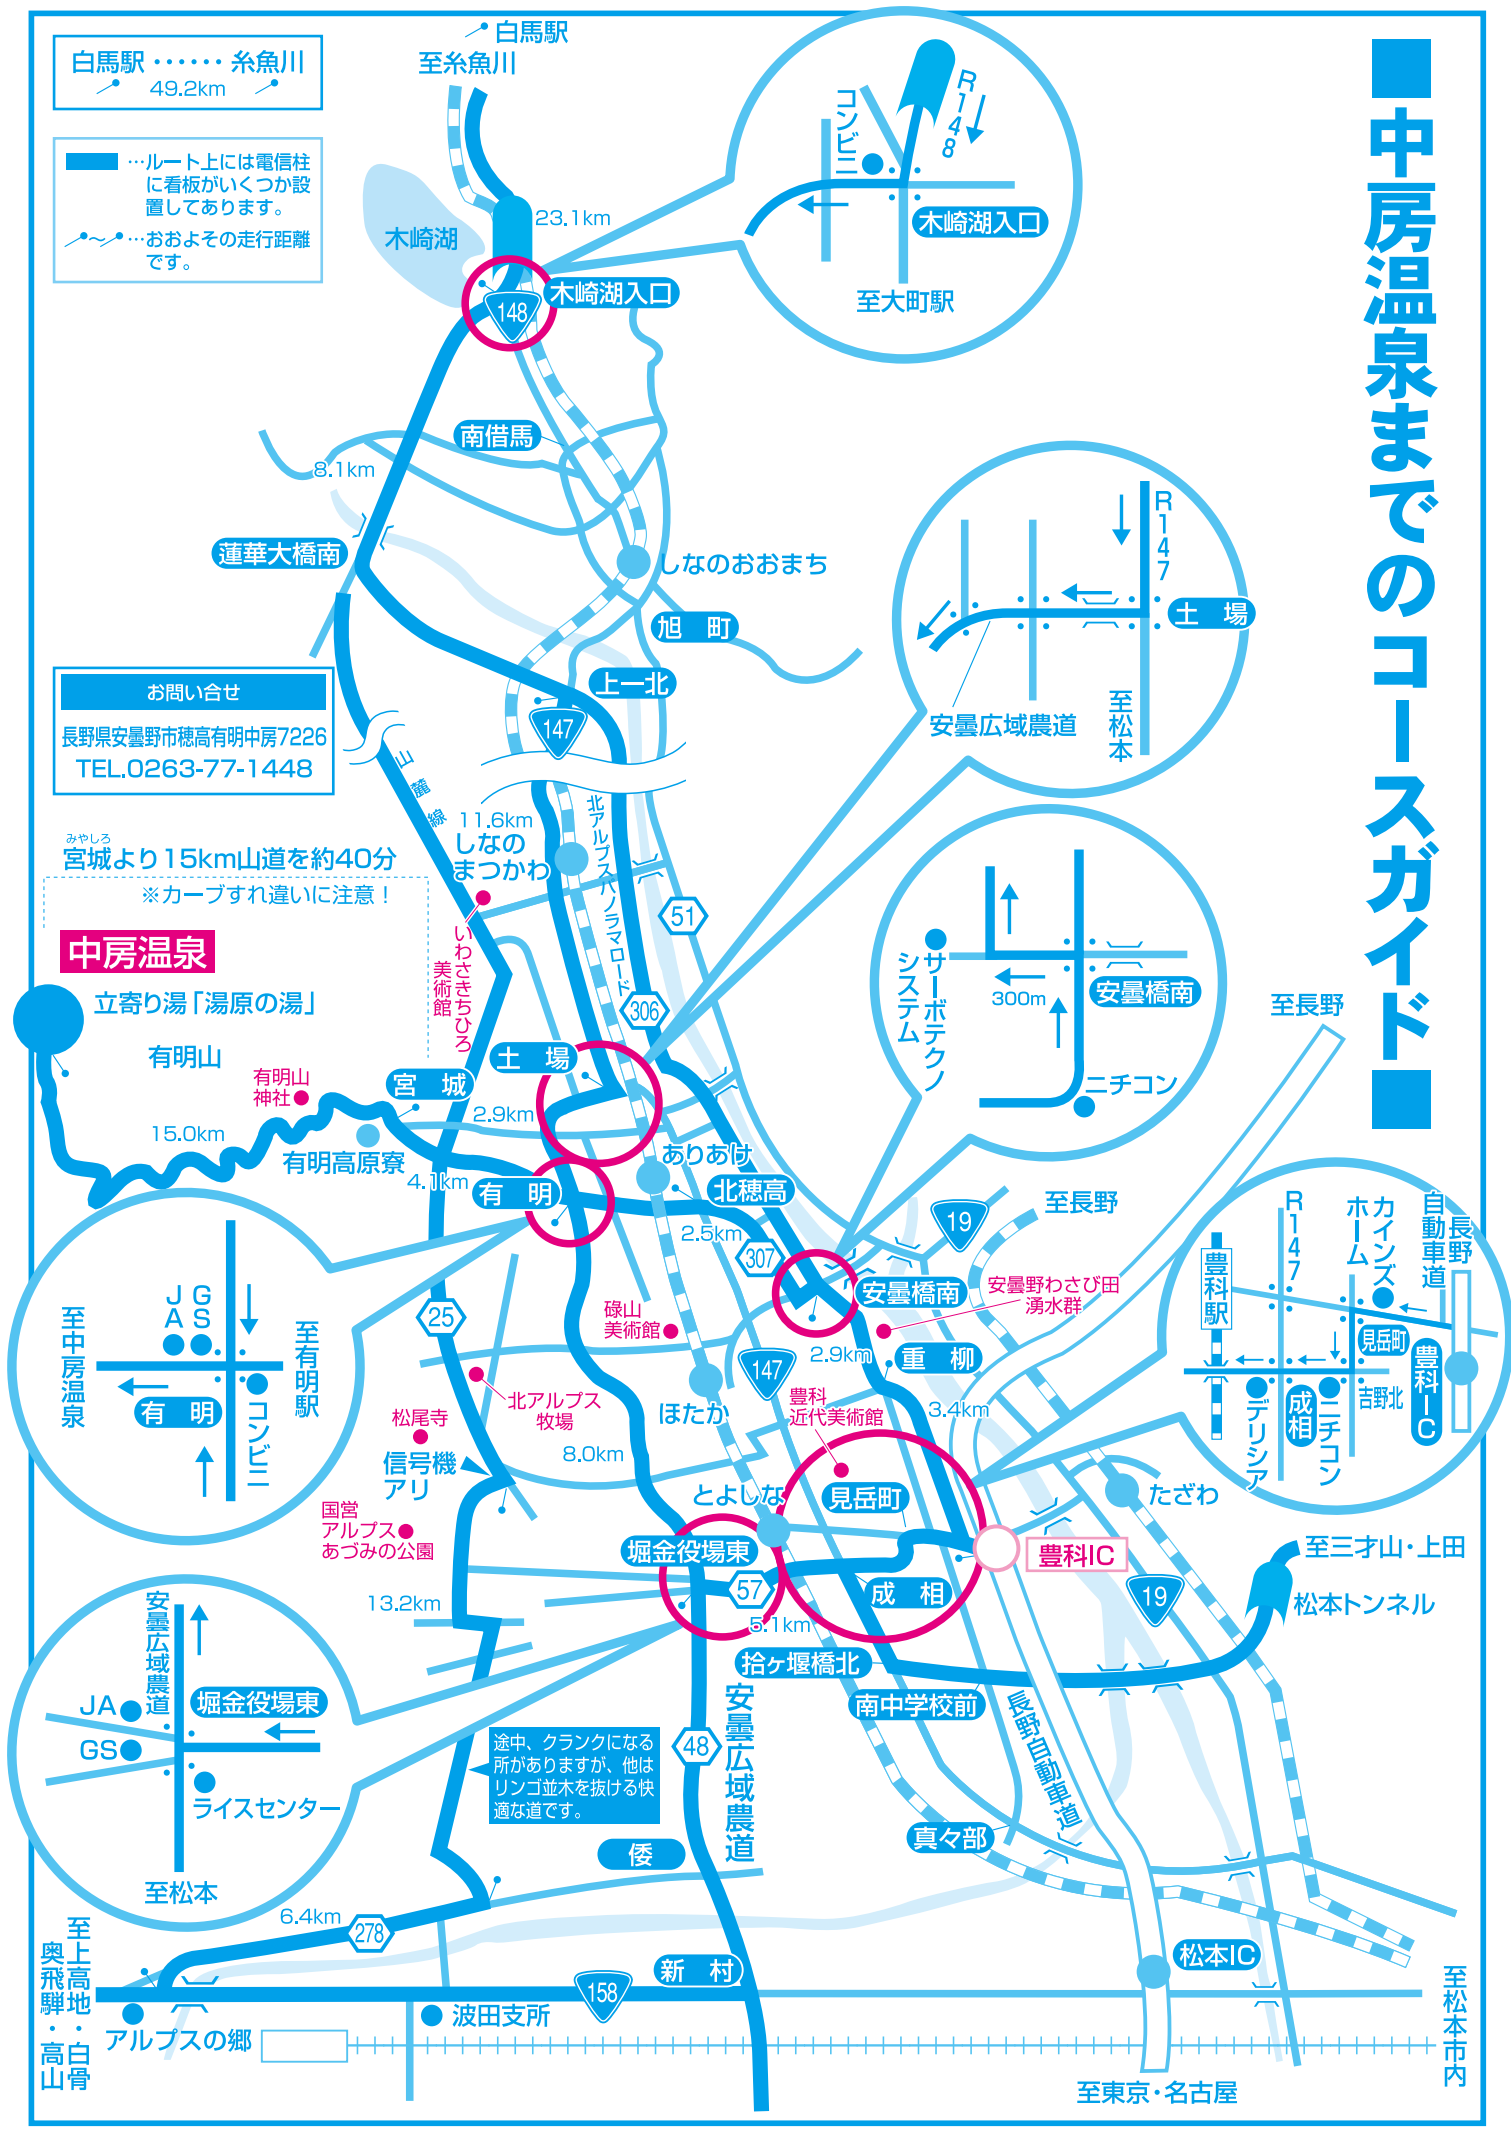 ■中房温泉までのコースガイド■
白馬駅 ‥‥‥ 糸魚川
49.2km
…ルート上には電信柱
に看板がいくつか設
置してあります。
〜 …おおよその走行距離
です。
白馬駅
至糸魚川
木崎湖
23.1km
木崎湖入口
148
コンビニ
R148
木崎湖入口
至大町駅
南借馬
8.1km
蓮華大橋南
しなのおおまち
旭 町
上一北
147
R147
土 場
安曇広域農道
至松本
お問い合せ
長野県安曇野市穂高有明中房7226
TEL.0263-77-1448
山麓線
11.6km
しなの
まつかわ
北アルプスパノラマロード
51
306
みやしろ
宮城より15km山道を約40分
※カーブすれ違いに注意！
中房温泉
立寄り湯「湯原の湯」
いわさきちひろ
美術館
有明山
有明山
神社
宮 城
土 場
2.9km
15.0km
有明高原寮
4.1km
有 明
ありあけ
北穂高
2.5km
307
サーボテクノ
システム
300m
安曇橋南
ニチコン
至長野
至長野
19
安曇橋南
安曇野わさび田
湧水群
2.9km
重 柳
3.4km
JA
GS
至中房温泉
至有明駅
有 明
コンビニ
25
碌山
美術館
147
豊科
近代美術館
北アルプス
牧場
ほたか
松尾寺
信号機
アリ
8.0km
国営
アルプス
あづみの公園
とよしな
見岳町
豊科駅
R147
カインズ
ホーム
長野
自動車道
見岳町
豊科IC
吉野北
成相
ニチコン
デリシア
たざわ
堀金役場東
57
成 相
5.1km
豊科IC
至三才山・上田
松本トンネル
19
13.2km
拾ヶ堰橋北
南中学校前
安曇広域農道
JA
GS
堀金役場東
ライスセンター
至松本
途中、クランクになる
所がありますが、他は
リンゴ並木を抜ける快
適な道です。
48
安曇広域農道
長野自動車道
真々部
倭
6.4km
278
至上高地・白骨
奥飛騨・高山
アルプスの郷
波田支所
158
新 村
松本IC
至松本市内
至東京・名古屋